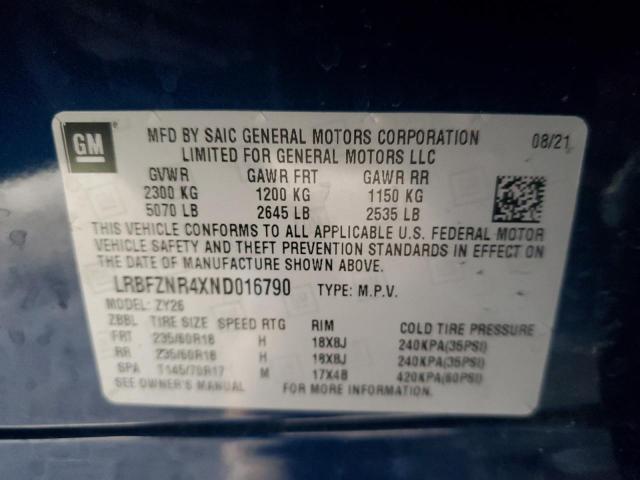 GM
MFD BY SAIC GENERAL MOTORS CORPORATION 08/21
LIMITED FOR GENERAL MOTORS LLC
GVWR GAWR FRT GAWR RR
2300 KG 1200 KG 1150 KG
5070 LB 2645 LB 2535 LB
THIS VEHICLE CONFORMS TO ALL APPLICABLE U.S. FEDERAL MOTOR
VEHICLE SAFETY AND THEFT PREVENTION STANDARDS IN EFFECT ON
THE DATE OF MANUFACTURE SHOWN ABOVE.
LRBFZNR4XND016790 TYPE: M.P.V.
MODEL: ZY26
ZBBL TIRE SIZE SPEED RTG RIM COLD TIRE PRESSURE
FRT 235/60R18 H 18X8J 240KPA(35PSI)
RR 235/60R18 H 18X8J 240KPA(35PSI)
SPA T145/70R17 M 17X4B 420KPA(60PSI)
SEE OWNER'S MANUAL FOR MORE INFORMATION